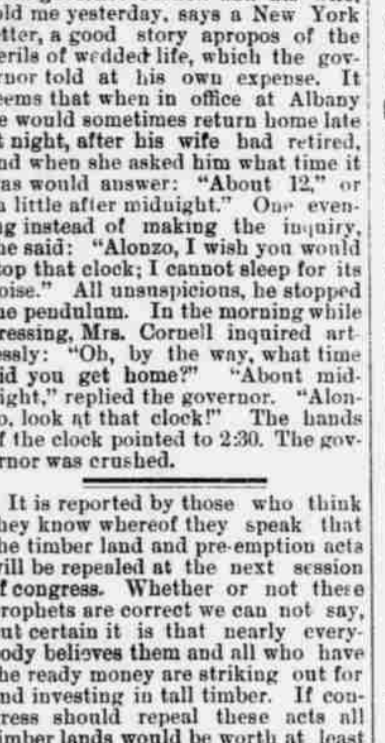 old me yesterday, says a New York
etter, a good story apropos of the
erils of wedded life, which the gov-
rnor told at his own expense. It
eems that when in office at Albany
e would sometimes return home late
t night, after his wife had retired,
nd when she asked him what time it
as would answer: "About 12," or
a little after midnight." One even-
ng instead of making the inquiry,
he said: "Alonzo, I wish you would
top that clock; I cannot sleep for its
oise." All unsuspicious, he stopped
he pendulum. In the morning while
ressing, Mrs. Cornell inquired art-
essly: "Oh, by the way, what time
id you get home?" "About mid-
ight," replied the governor. "Alon-
o, look at that clock!" The hands
f the clock pointed to 2:30. The gov-
rnor was crushed.
It is reported by those who think
hey know whereof they speak that
he timber land and pre-emption acts
ill be repealed at the next session
f congress. Whether or not these
rophets are correct we can not say,
ut certain it is that nearly every-
ody believes them and all who have
he ready money are striking out for
nd investing in tall timber. If con-
ress should repeal these acts all
imber lands would be worth at least